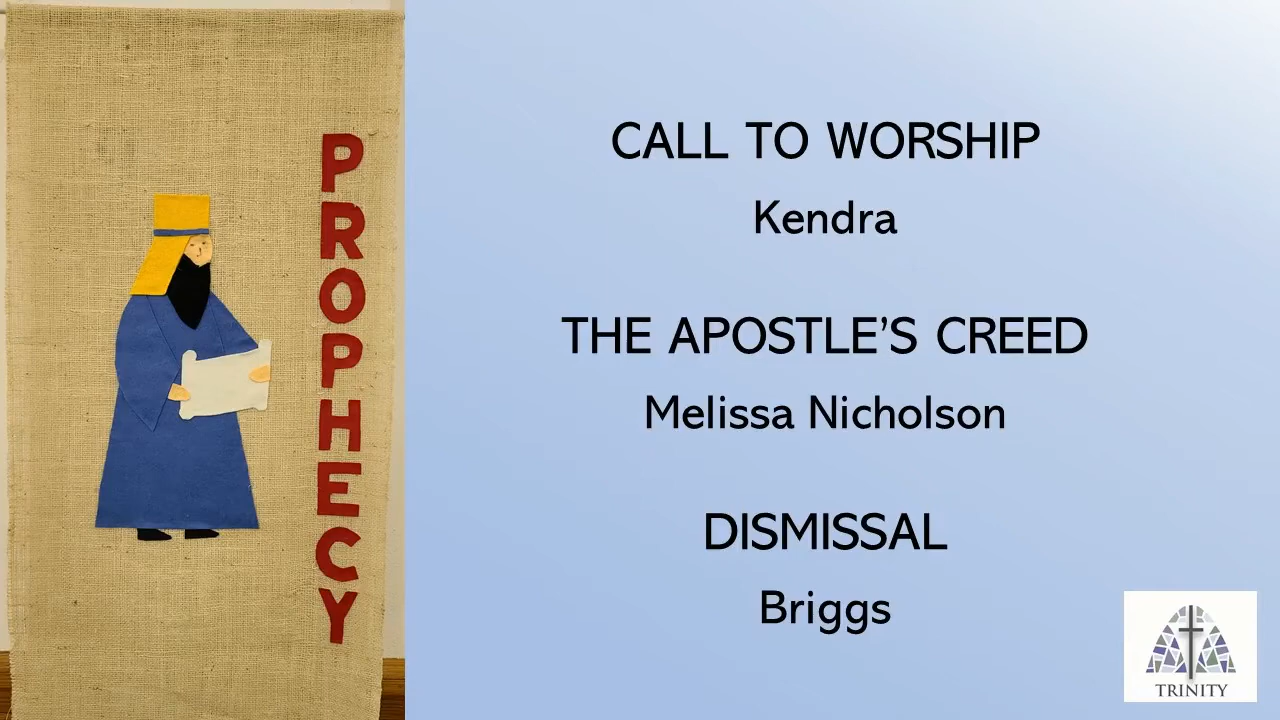 PROPHECY
CALL TO WORSHIP
Kendra
THE APOSTLE’S CREED
Melissa Nicholson
DISMISSAL
Briggs
TRINITY